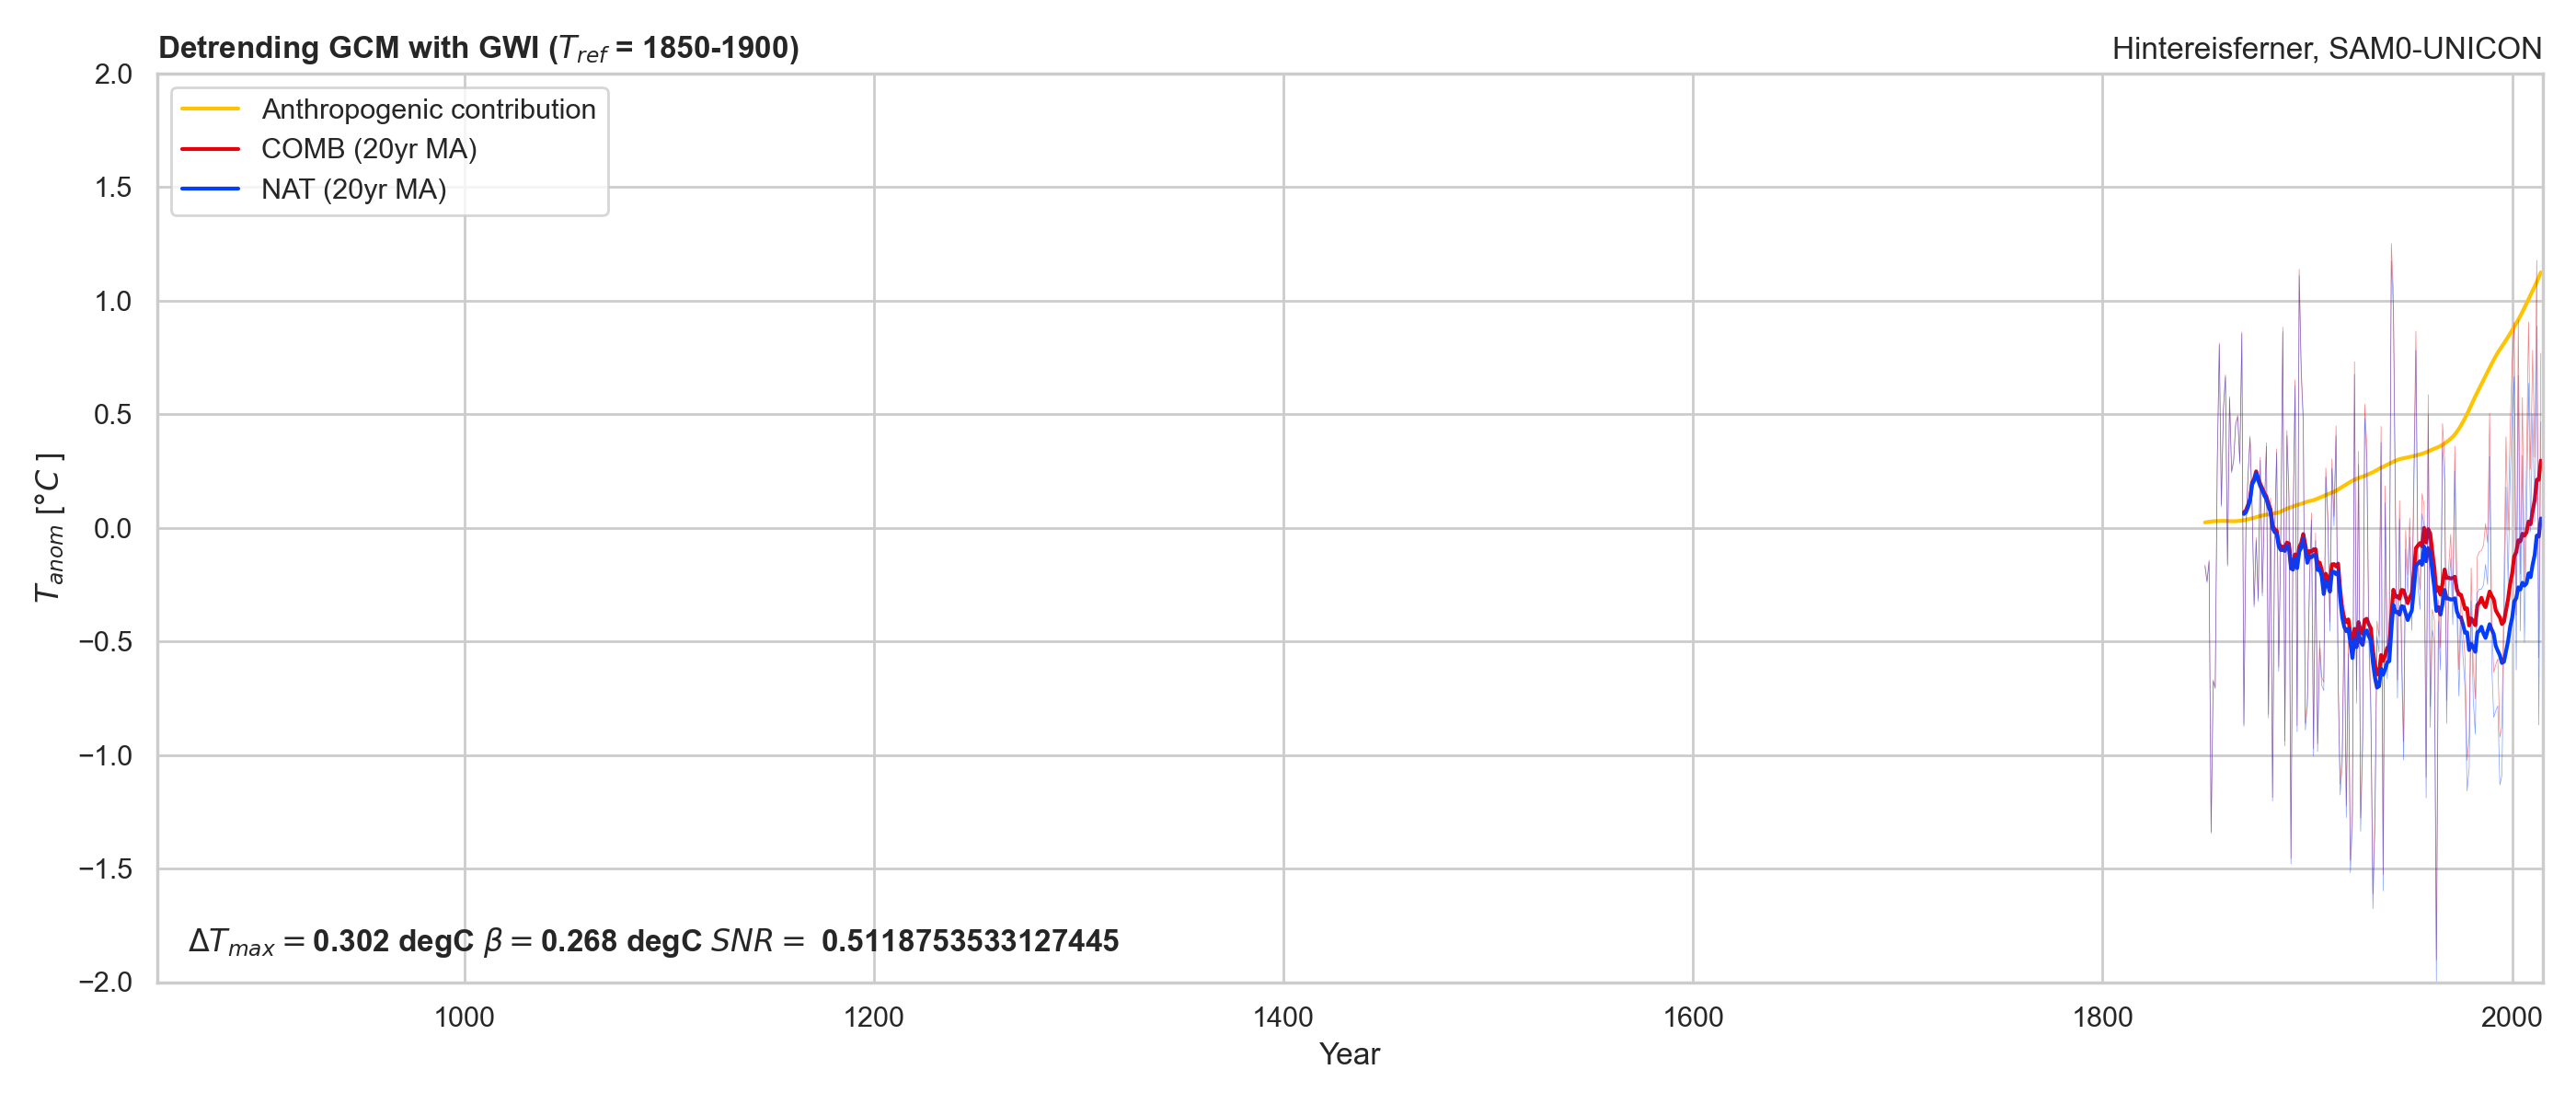 Detrending GCM with GWI (T_ref = 1850-1900)
Hintereisferner, SAM0-UNICON
2.0
1.5
1.0
0.5
0.0
−0.5
−1.0
−1.5
−2.0
T_anom [°C ]
Anthropogenic contribution
COMB (20yr MA)
NAT (20yr MA)
ΔT_max = 0.302 degC β = 0.268 degC SNR = 0.5118753533127445
1000 1200 1400 1600 1800 2000
Year